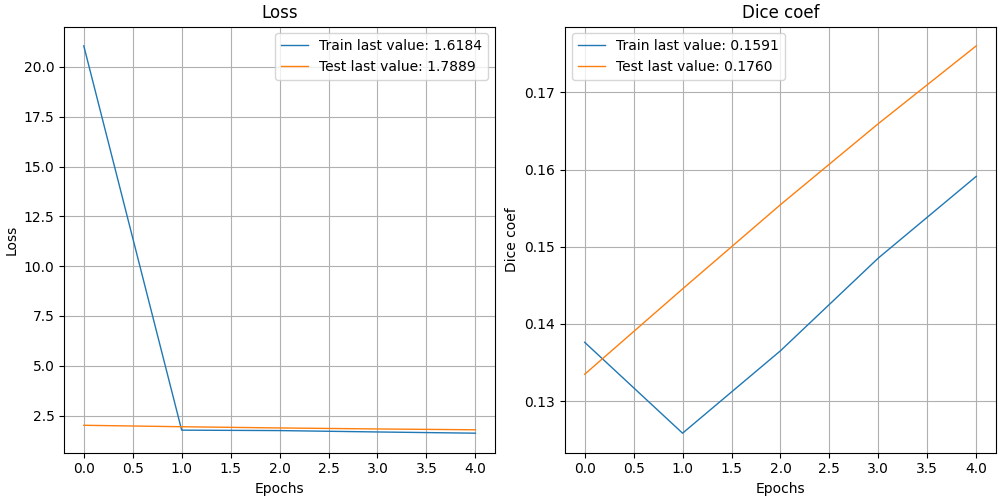 Loss
Train last value: 1.6184
Test last value: 1.7889
20.0
17.5
15.0
12.5
10.0
7.5
5.0
2.5
Loss
0.0 0.5 1.0 1.5 2.0 2.5 3.0 3.5 4.0
Epochs
Dice coef
Train last value: 0.1591
Test last value: 0.1760
0.17
0.16
0.15
0.14
0.13
Dice coef
0.0 0.5 1.0 1.5 2.0 2.5 3.0 3.5 4.0
Epochs